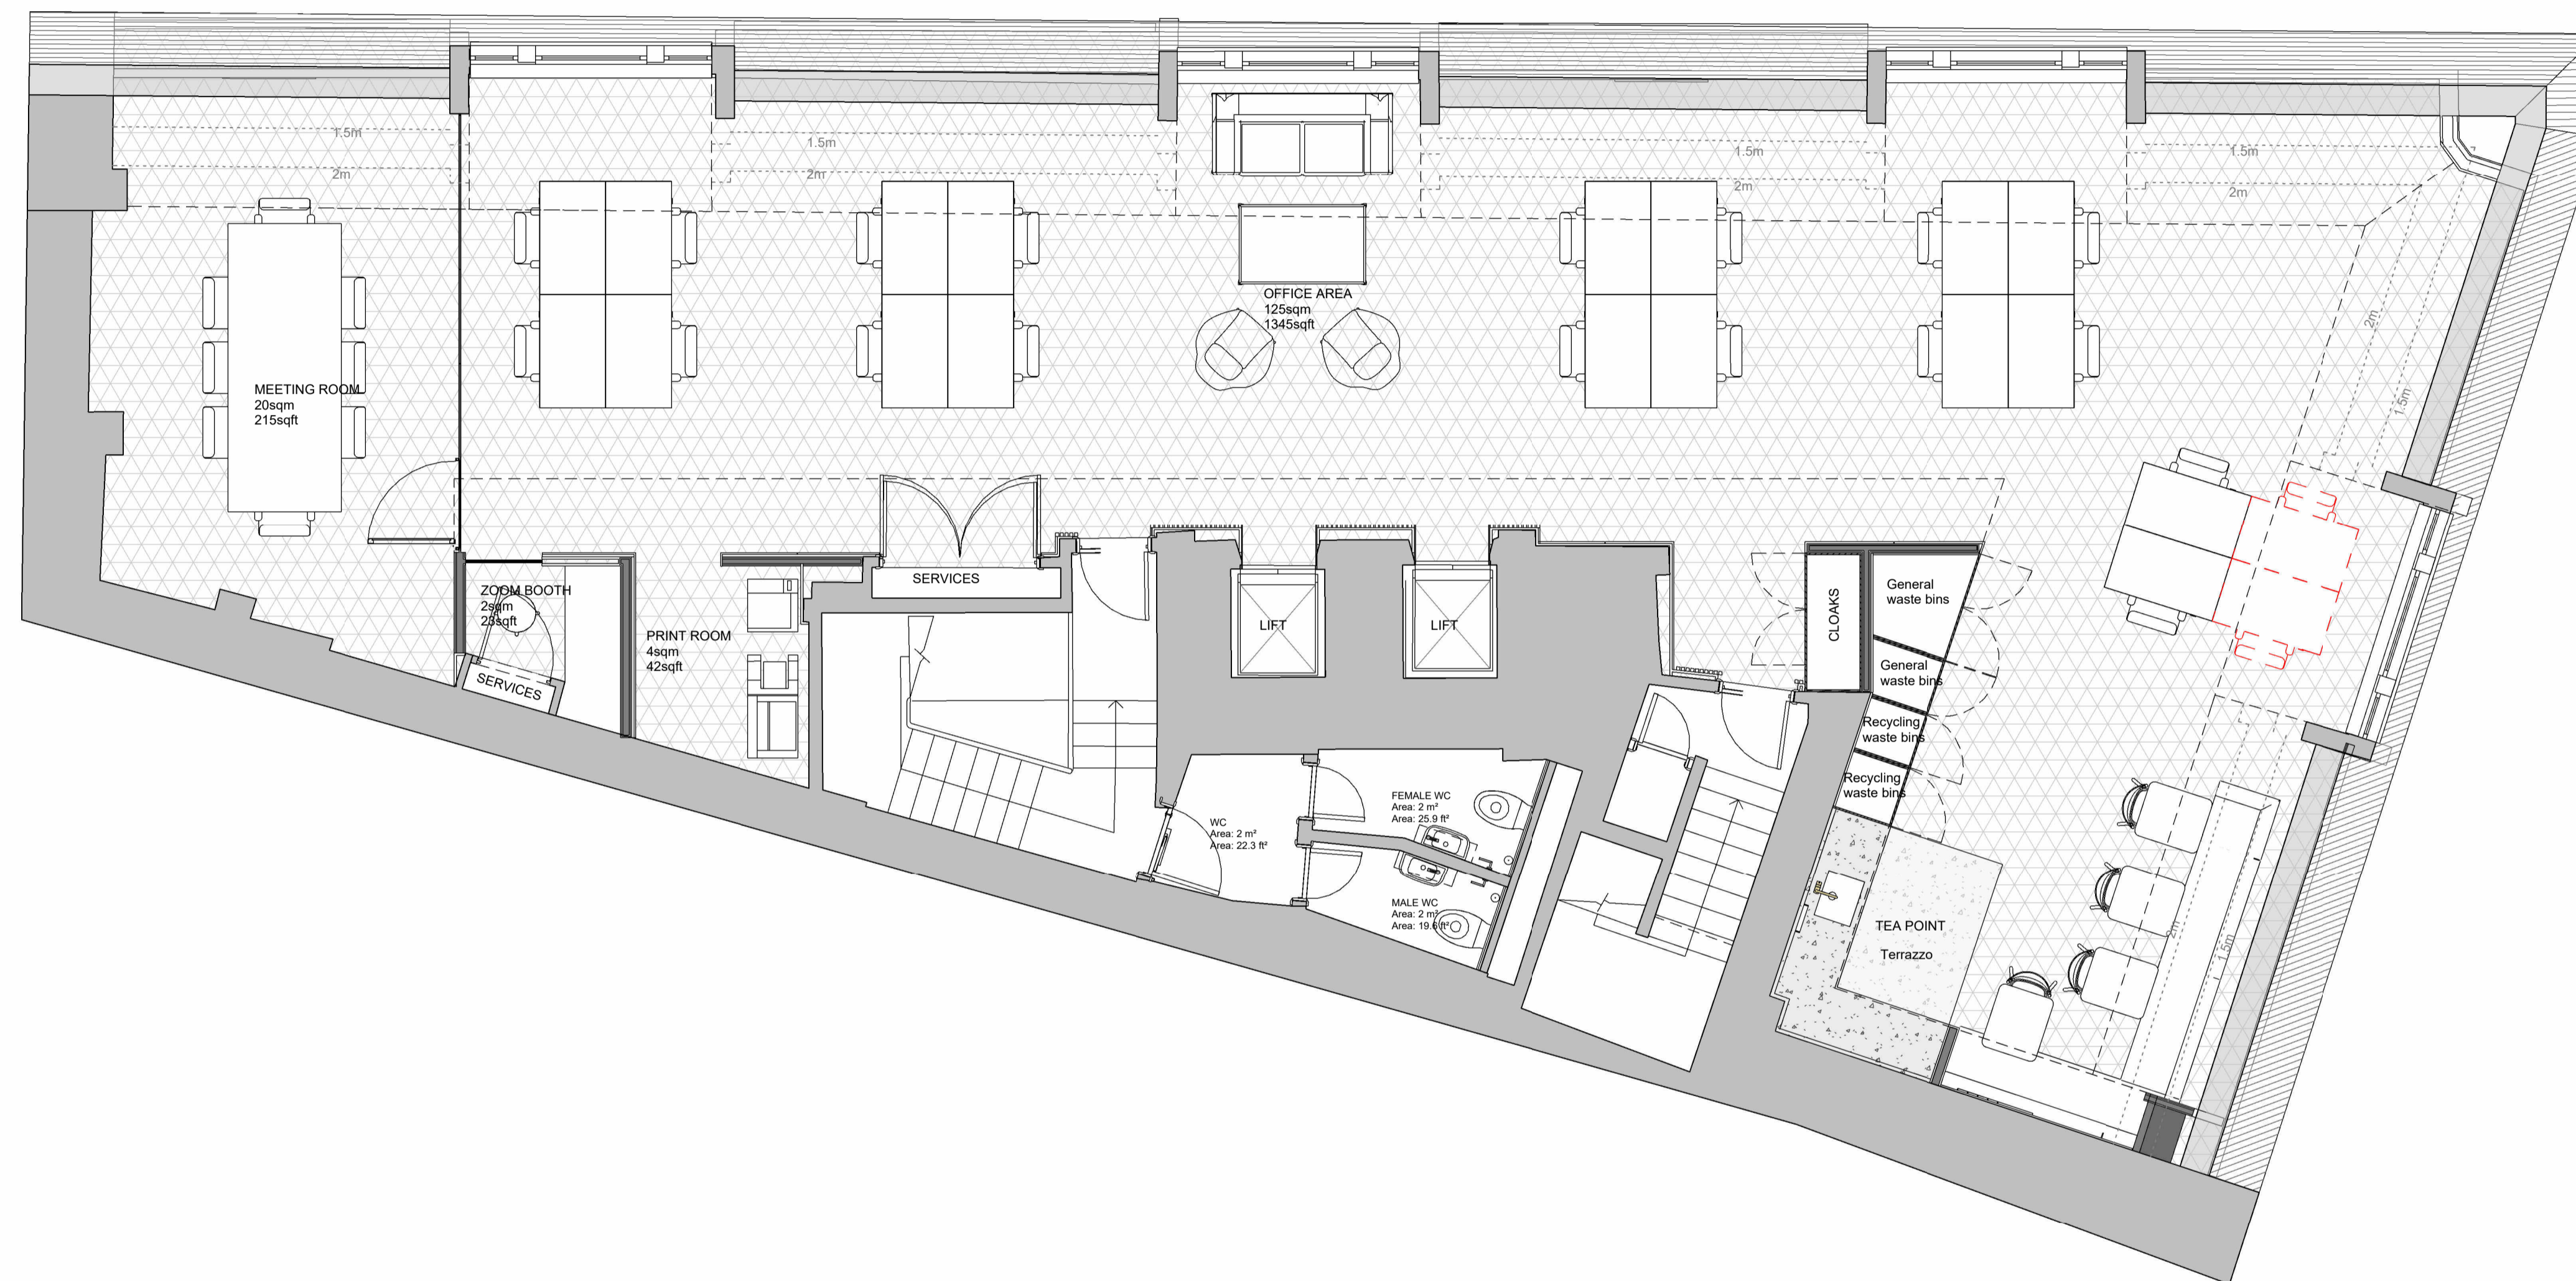 1.5m
2m
1.5m
2m
1.5m
2m
1.5m
2m
2m
1.5m
OFFICE AREA
125sqm
1345sqft
MEETING ROOM
20sqm
215sqft
ZOOM BOOTH
2sqm
23sqft
SERVICES
PRINT ROOM
4sqm
42sqft
SERVICES
LIFT
LIFT
CLOAKS
General
waste bins
General
waste bins
Recycling
waste bins
Recycling
waste bins
WC
Area: 2 m²
Area: 22.3 ft²
FEMALE WC
Area: 2 m²
Area: 25.9 ft²
MALE WC
Area: 2 m²
Area: 19.6 ft²
TEA POINT
Terrazzo
2m
1.5m